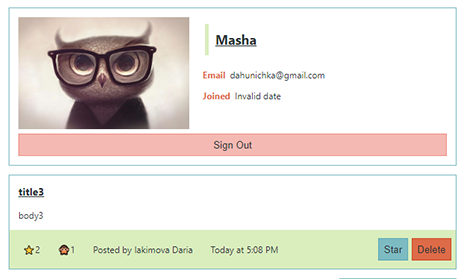 Masha
Email dahunichka@gmail.com
Joined Invalid date
Sign Out
title3
body3
2 1 Posted by Iakimova Daria Today at 5:08 PM Star Delete